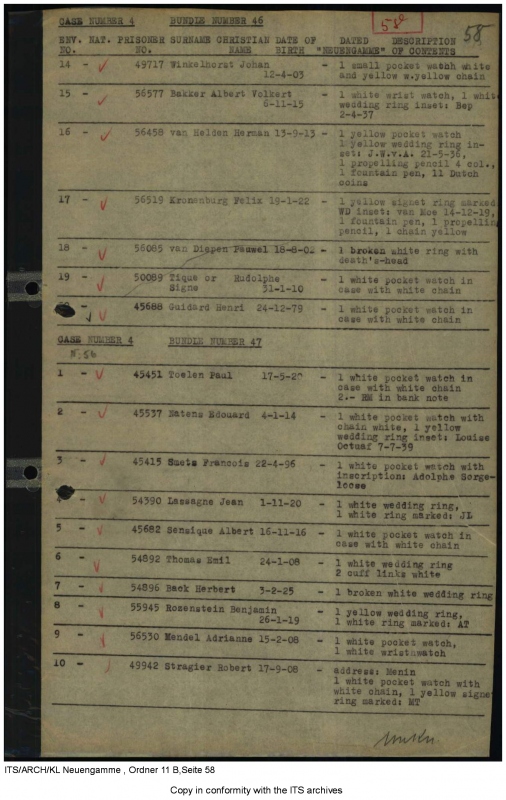 CASE NUMBER 4 BUNDLE NUMBER 46 58 58
ENV. NAT. PRISONER SURNAME CHRISTIAN DATE OF DATED DESCRIPTION
NO. NO. NAME BIRTH "NEUENGAMME" OF CONTENTS
14 - 49717 Winkelhorst Johan - 1 small pocket watch white
12-4-03 and yellow w.yellow chain
15 - 56577 Bakker Albert Volkert - 1 white wrist watch, 1 white
6-11-15 wedding ring inset: Bep
2-4-37
16 - 56458 van Helden Herman 13-9-13 - 1 yellow pocket watch
1 yellow wedding ring in-
set: J.W.v.A. 21-5-36,
1 propelling pencil 4 col.,
1 fountain pen, 11 Dutch
coins
17 - 56519 Kronenburg Felix 19-1-22 - 1 yellow signet ring marked
WD inset: van Moe 14-12-19,
1 fountain pen, 1 propelling
pencil, 1 chain yellow
18 - 56085 van Diepen Pauwel 18-8-02 - 1 broken white ring with
death's-head
19 - 50089 Tique or Rudolphe - 1 white pocket watch in
Signe 31-1-10 case with white chain
- 45688 Guidard Henri 24-12-79 - 1 white pocket watch in
case with white chain
CASE NUMBER 4 BUNDLE NUMBER 47
1 - 45451 Toelen Paul 17-5-20 - 1 white pocket watch in
case with white chain
2.- RM in bank note
2 - 45537 Natens Edouard 4-1-14 - 1 white pocket watch with
chain white, 1 yellow
wedding ring inset: Louise
Octuaf 7-7-39
3 - 45415 Smets Francois 22-4-96 - 1 white pocket watch with
inscription: Adolphe Sorge-
loose
4 - 54390 Lassagne Jean 1-11-20 - 1 white wedding ring,
1 white ring marked: JL
5 - 45682 Sensique Albert 16-11-16 - 1 white pocket watch in
case with white chain
6 - 54892 Thomas Emil 24-1-08 - 1 white wedding ring
2 cuff links white
7 - 54896 Back Herbert 3-2-25 - 1 broken white wedding ring
8 - 55945 Rozenstein Benjamin - 1 yellow wedding ring,
26-1-19 1 white ring marked: AT
9 - 56530 Mendel Adrianne 15-2-08 - 1 white pocket watch,
1 white wristwatch
10 - 49942 Stragier Robert 17-9-08 - address: Menin
1 white pocket watch with
white chain, 1 yellow signet
ring marked: MT
ITS/ARCH/KL Neuengamme , Ordner 11 B,Seite 58
Copy in conformity with the ITS archives